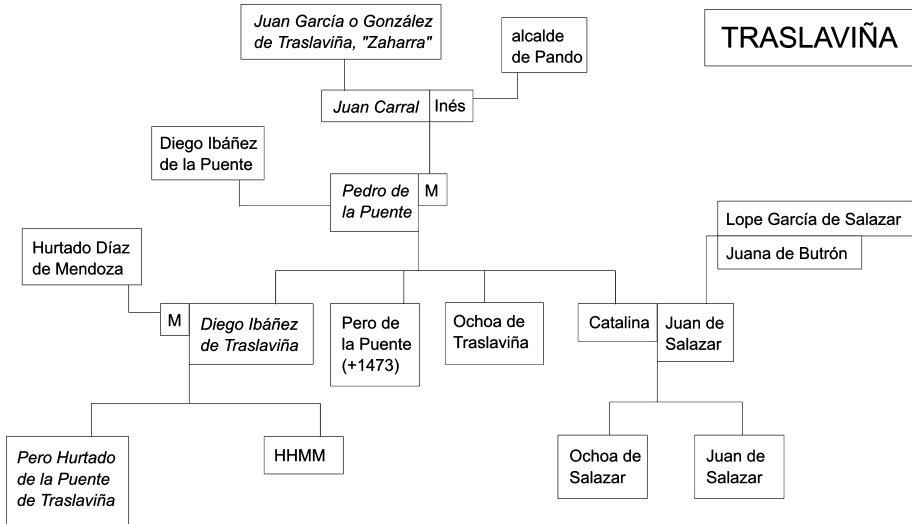 Juan García o González
de Traslaviña, "Zaharra"
alcalde
de Pando
TRASLAVIÑA
Juan Carral
Inés
Diego Ibáñez
de la Puente
Pedro de
la Puente
M
Lope García de Salazar
Juana de Butrón
Hurtado Díaz
de Mendoza
M
Diego Ibáñez
de Traslaviña
Pero de
la Puente
(+1473)
Ochoa de
Traslaviña
Catalina
Juan de
Salazar
Pero Hurtado
de la Puente
de Traslaviña
HHMM
Ochoa de
Salazar
Juan de
Salazar